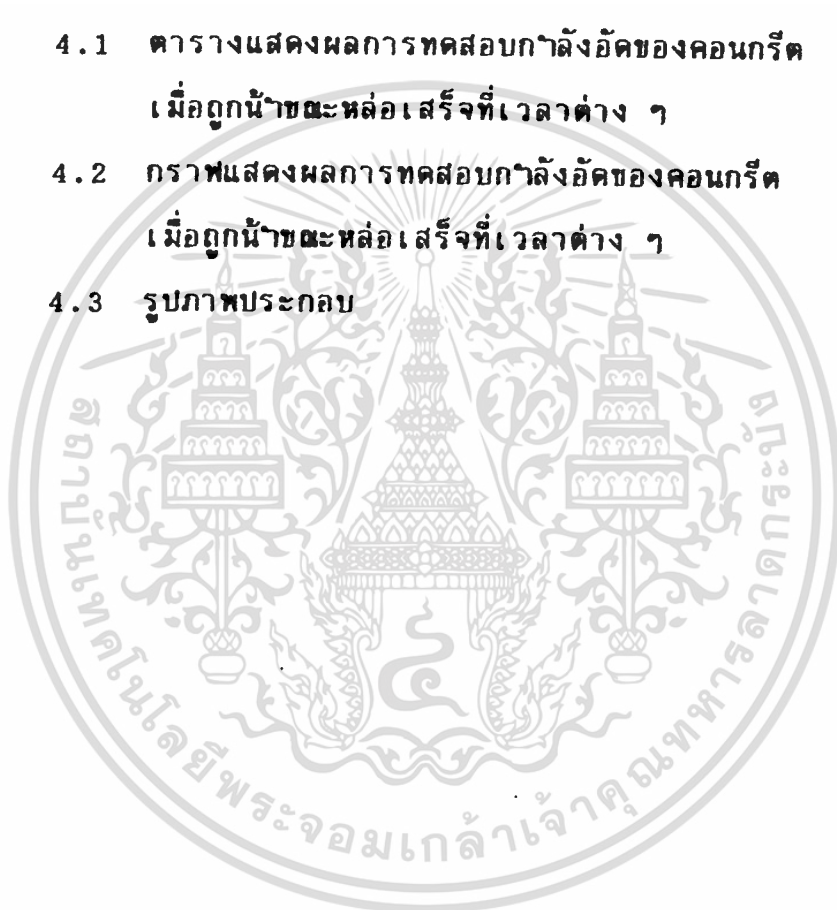 4.1 ตารางแสดงผลการทดสอบกำลังอัดของคอนกรีต
เมื่อถูกน้ำขณะหล่อเสร็จที่เวลาต่าง ๆ
4.2 กราฟแสดงผลการทดสอบกำลังอัดของคอนกรีต
เมื่อถูกน้ำขณะหล่อเสร็จที่เวลาต่าง ๆ
4.3 รูปภาพประกอบ
สถาบันเทคโนโลยีพระจอมเกล้าเจ้าคุณทหารลาดกระบัง